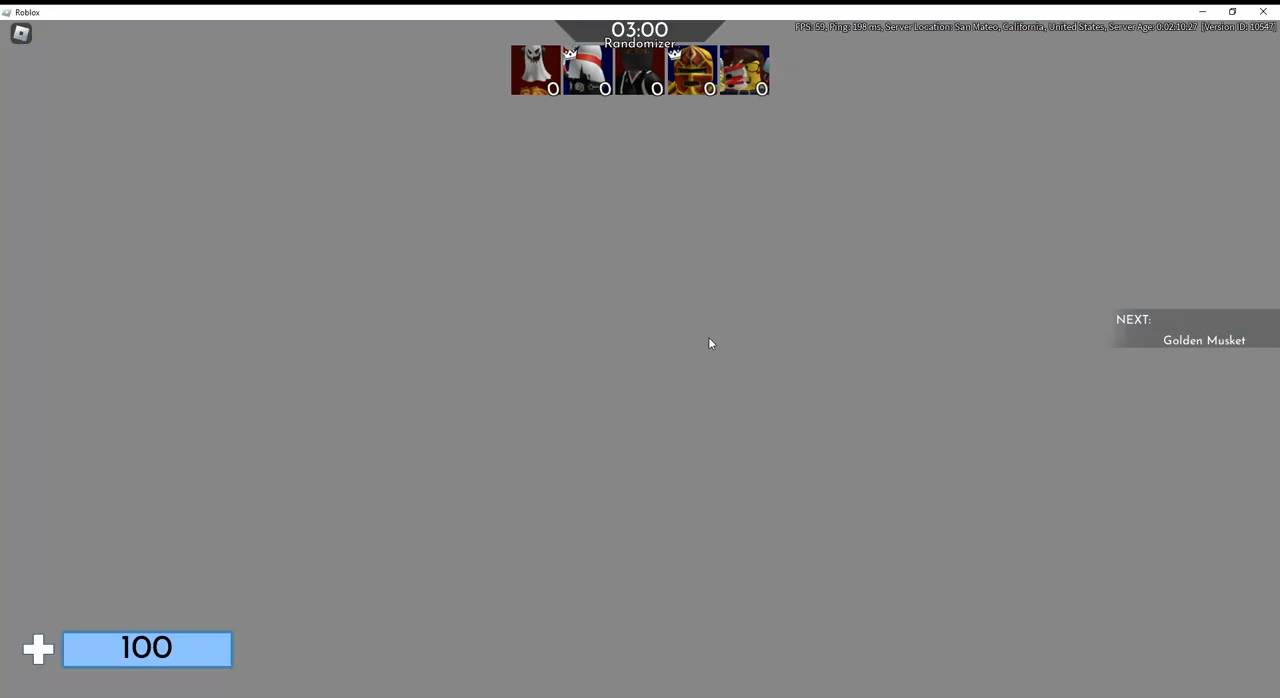 Roblox
03:00
FPS: 59, Ping: 198 ms, Server Location: San Mateo, California, United States, Server Age: 0:02:10:27 [Version ID: 10547]
Randomizer
0 0 0 0 0
NEXT:
Golden Musket
100